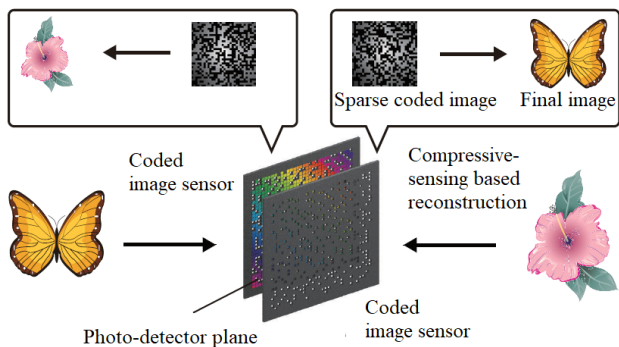 Sparse coded image
Final image
Coded
image sensor
Compressive-
sensing based
reconstruction
Photo-detector plane
Coded
image sensor